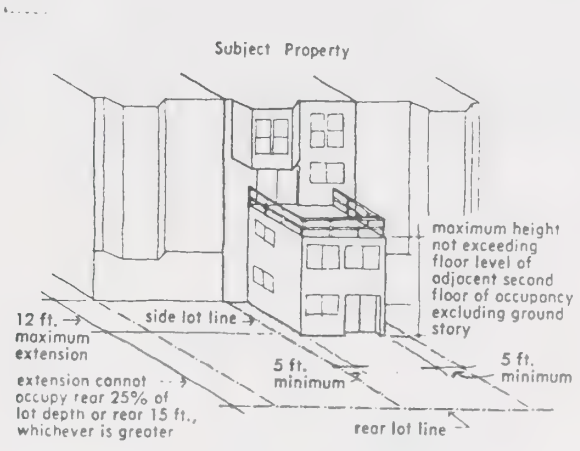 Subject Property
maximum height
not exceeding
floor level of
adjacent second
floor of occupancy
excluding ground
story
12 ft.
maximum
extension
side lot line
5 ft.
minimum
5 ft.
minimum
extension cannot
occupy rear 25% of
lot depth or rear 15 ft.,
whichever is greater
rear lot line